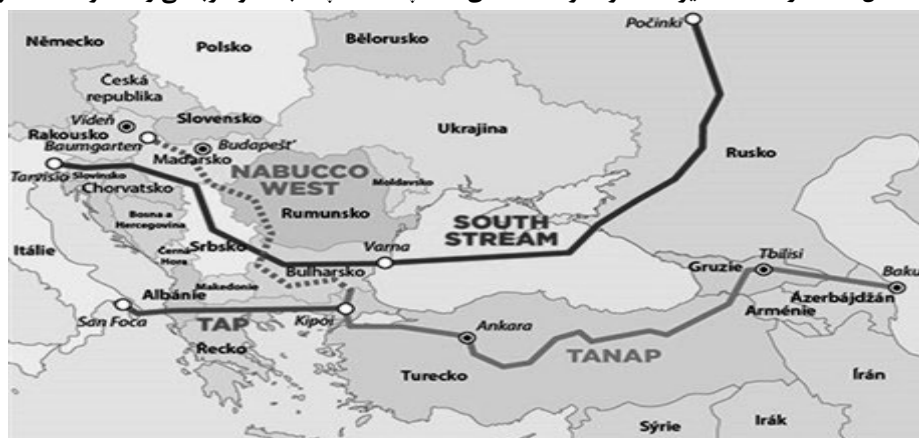 Počinki
Německo
Polsko
Bělorusko
Česká
republika
Vídeň
Slovensko
Ukrajina
Rusko
Rakousko
Baumgarten
Budapešť
Maďarsko
Tarvisio
Slovinsko
Chorvatsko
NABUCCO
WEST
Moldavsko
Rumunsko
Bosna a
Hercegovina
SOUTH
STREAM
Itálie
Srbsko
Varna
Černá
Hora
Bulharsko
Gruzie
Tbilisi
Baku
Makedonie
Albánie
Ázerbájdžán
Arménie
San Foca
TAP
Kipoi
Ankara
TANAP
Řecko
Turecko
Írán
Sýrie
Irák